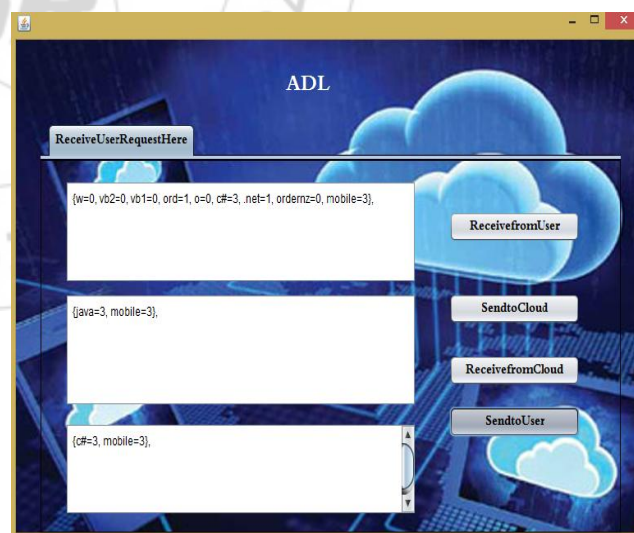 ADL
ReceiveUserRequestHere
{w=0, vb2=0, vb1=0, ord=1, o=0, c#=3, .net=1, ordernz=0, mobile=3},
ReceivefromUser
{java=3, mobile=3},
SendtoCloud
ReceivefromCloud
{c#=3, mobile=3},
SendtoUser